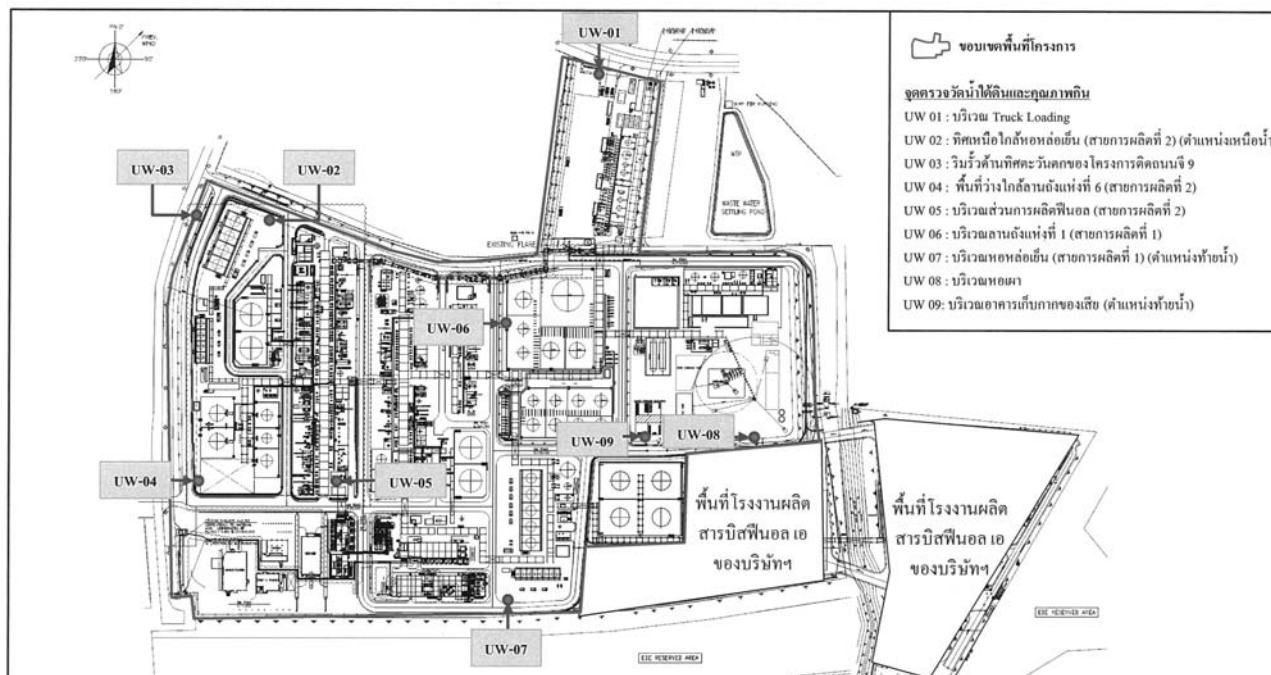 PN 0°
PREV.
WIND
270°
90°
180°
UW-01
UW-03
UW-02
EXISTING FLARE
WTP
WASTE WATER
SETTLING POND
UW-06
UW-09
UW-08
UW-04
UW-05
UW-07
พื้นที่โรงงานผลิต
สารบิสฟีนอล เอ
ของบริษัทฯ
พื้นที่โรงงานผลิต
สารบิสฟีนอล เอ
ของบริษัทฯ
EIE RESERVED AREA
EIE RESERVED AREA
ขอบเขตพื้นที่โครงการ
จุดตรวจวัดน้ำใต้ดินและคุณภาพดิน
UW 01 : บริเวณ Truck Loading
UW 02 : ทิศเหนือใกล้หอหล่อเย็น (สายการผลิตที่ 2) (ตำแหน่งเหนือน้ำ
UW 03 : ริมรั้วด้านทิศตะวันตกของโครงการติดถนนจี 9
UW 04 : พื้นที่ว่างใกล้ลานถังแห่งที่ 6 (สายการผลิตที่ 2)
UW 05 : บริเวณส่วนการผลิตฟีนอล (สายการผลิตที่ 2)
UW 06 : บริเวณลานถังแห่งที่ 1 (สายการผลิตที่ 1)
UW 07 : บริเวณหอหล่อเย็น (สายการผลิตที่ 1) (ตำแหน่งท้ายน้ำ)
UW 08 : บริเวณหอเผา
UW 09: บริเวณอาคารเก็บกากของเสีย (ตำแหน่งท้ายน้ำ)